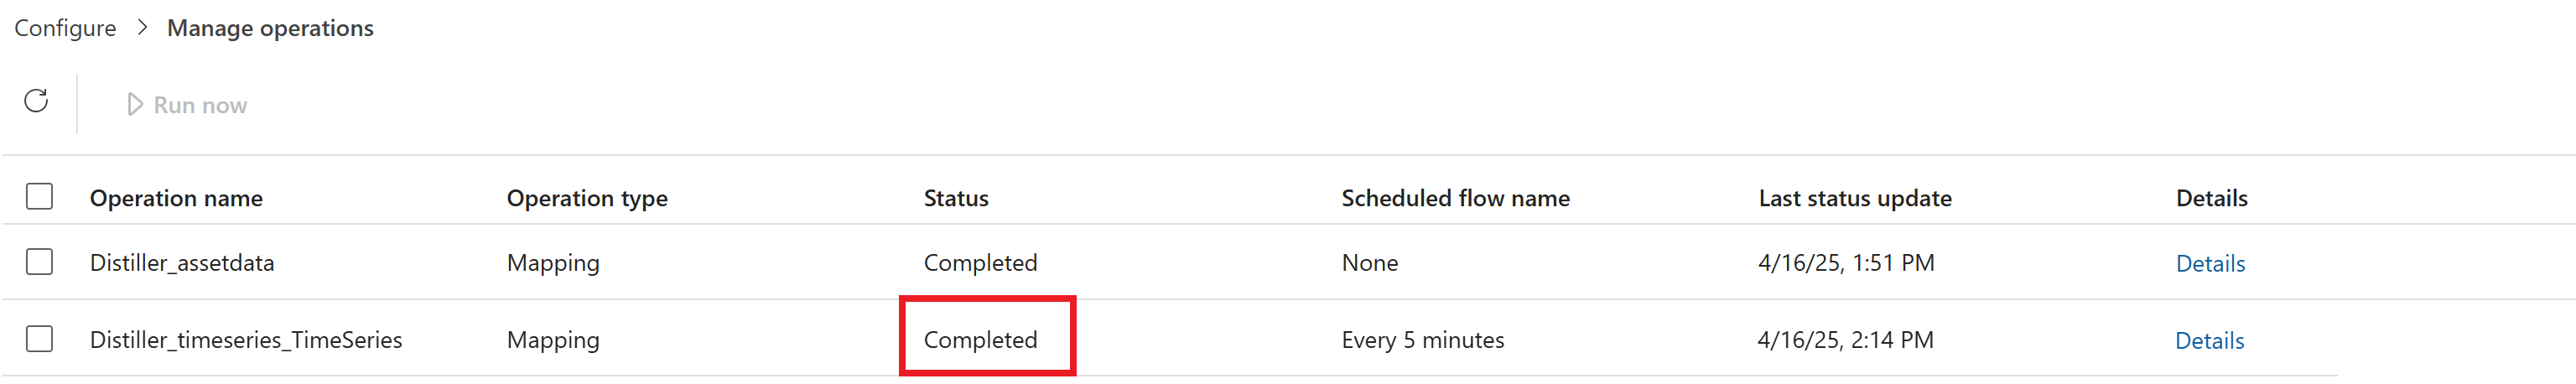 Configure > Manage operations
Run now
Operation name Operation type Status Scheduled flow name Last status update Details
Distiller_assetdata Mapping Completed None 4/16/25, 1:51 PM Details
Distiller_timeseries_TimeSeries Mapping Completed Every 5 minutes 4/16/25, 2:14 PM Details